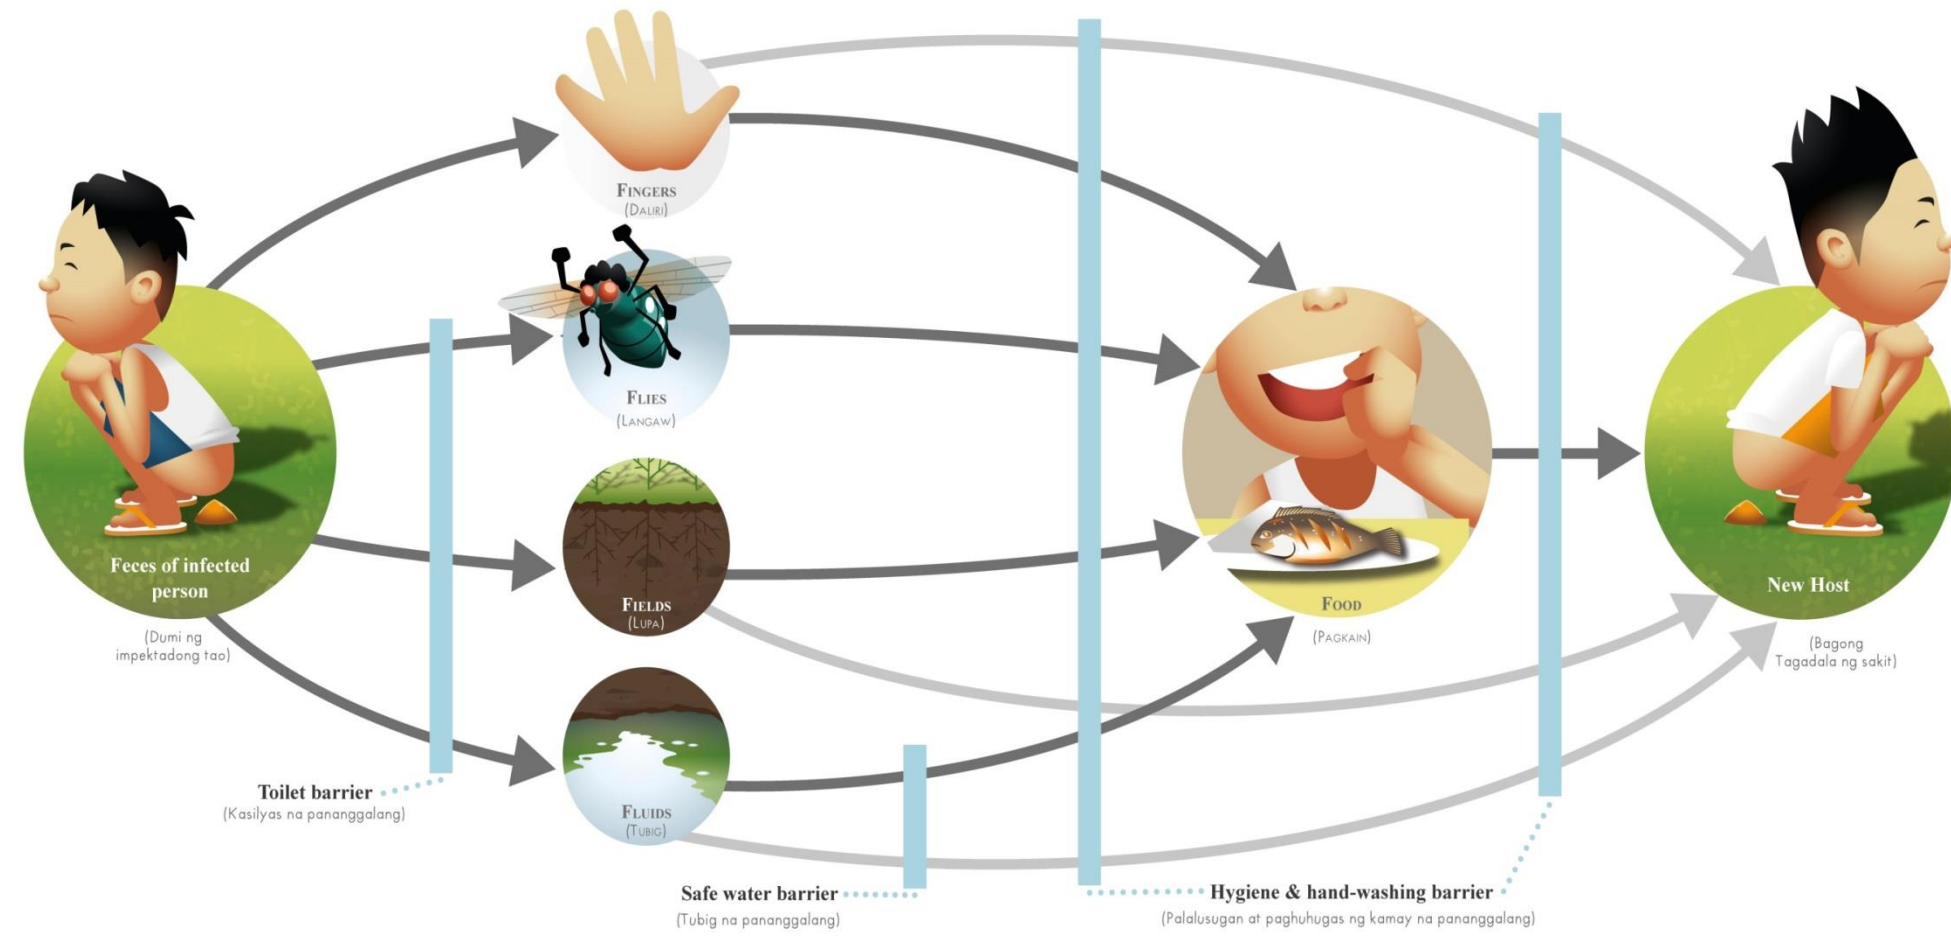 FINGERS
(DALIRI)
FLIES
(LANGAW)
FIELDS
(LUPA)
FLUIDS
(TUBIG)
Feces of infected
person
(Dumi ng
impektadong tao)
FOOD
(PAGKAIN)
New Host
(Bagong
Tagadala ng sakit)
Toilet barrier
(Kasilyas na pananggalang)
Safe water barrier
(Tubig na pananggalang)
Hygiene & hand-washing barrier
(Palalusugan at paghuhugas ng kamay na pananggalang)